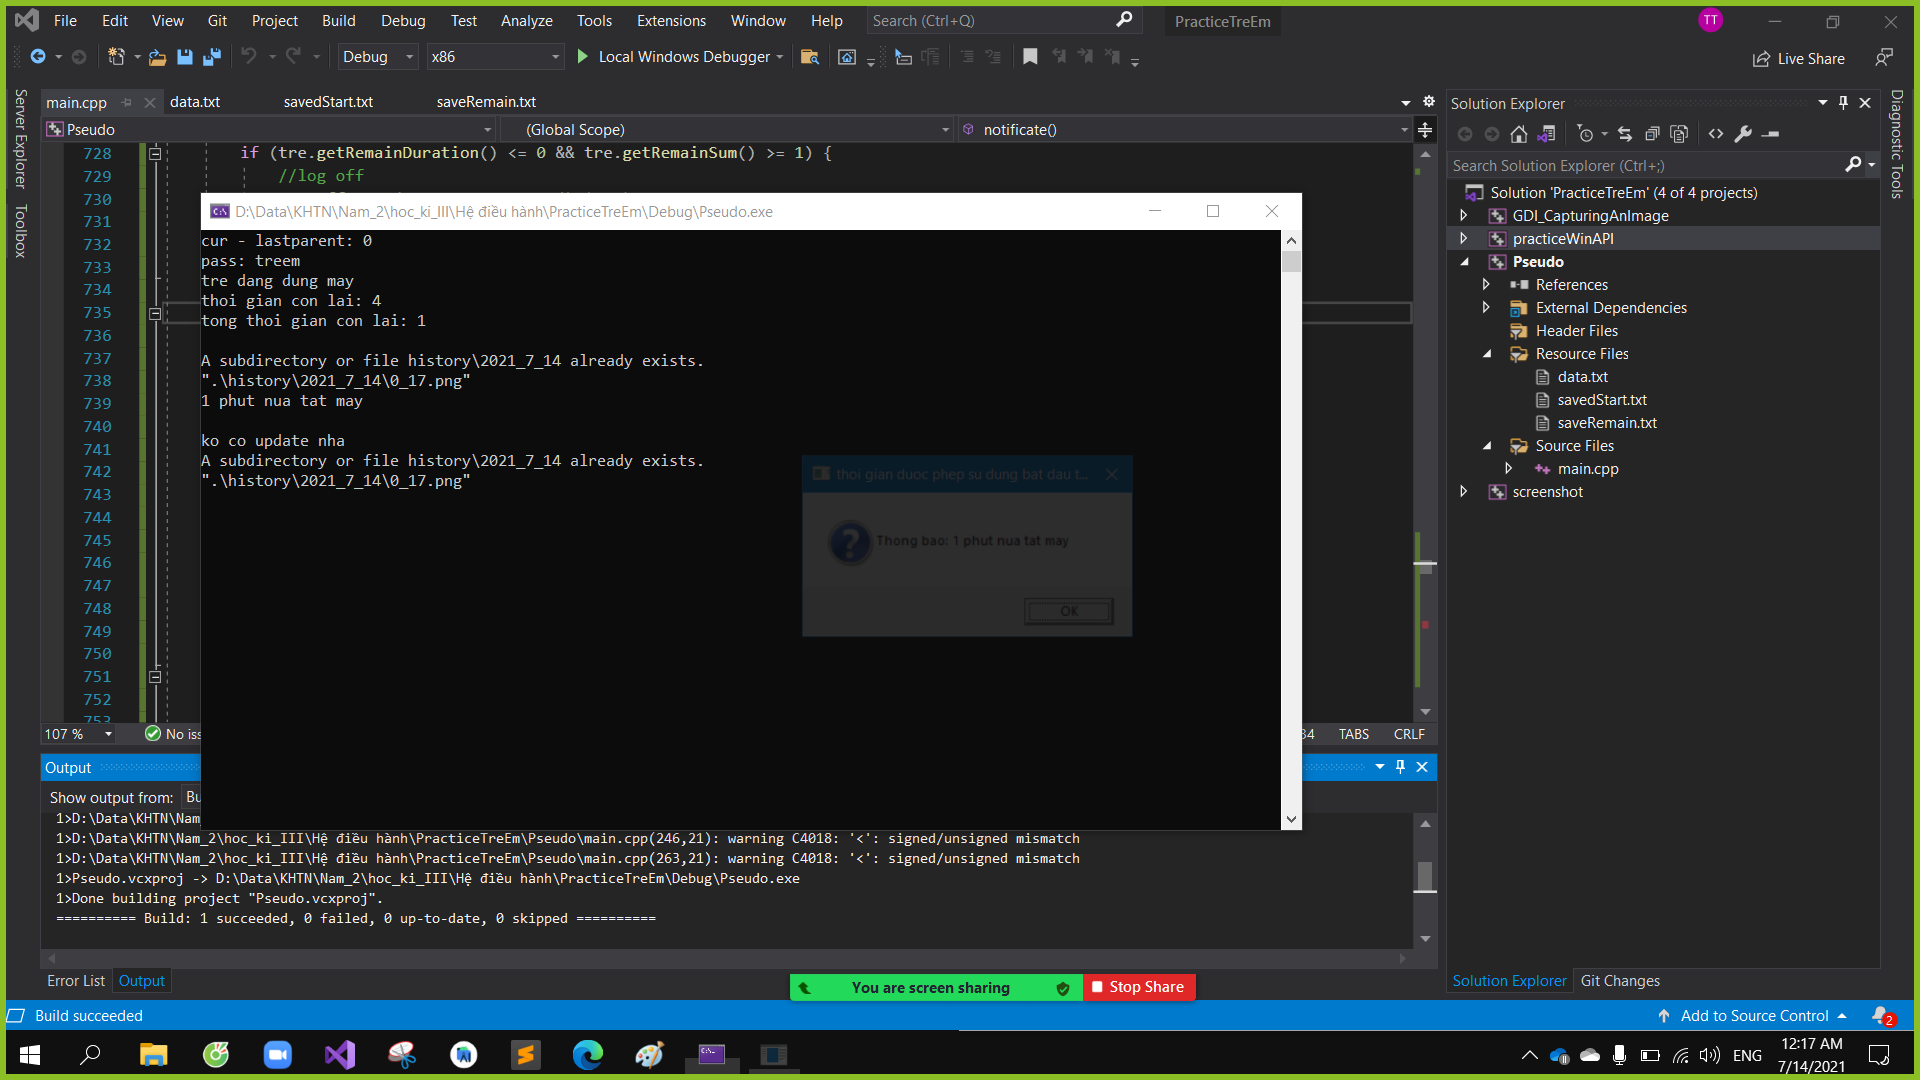 File Edit View Git Project Build Debug Test Analyze Tools Extensions Window Help Search (Ctrl+Q) PracticeTreEm TT
Debug x86 Local Windows Debugger Live Share
Server Explorer
Toolbox
main.cpp data.txt savedStart.txt saveRemain.txt
Pseudo (Global Scope) notificate()
728 if (tre.getRemainDuration() <= 0 && tre.getRemainSum() >= 1) {
729 //log off
730
731
732
733
734
735
736
737
738
739
740
741
742
743
744
745
746
747
748
749
750
751
752
753
D:\Data\KHTN\Nam_2\hoc_ki_III\Hệ điều hành\PracticeTreEm\Debug\Pseudo.exe
cur - lastparent: 0
pass: treem
tre dang dung may
thoi gian con lai: 4
tong thoi gian con lai: 1
A subdirectory or file history\2021_7_14 already exists.
".\history\2021_7_14\0_17.png"
1 phut nua tat may
ko co update nha
A subdirectory or file history\2021_7_14 already exists.
".\history\2021_7_14\0_17.png"
thoi gian duoc phep su dung bat dau t...
Thong bao: 1 phut nua tat may
OK
107 % No iss 34 TABS CRLF
Output
Show output from: Bu
1>D:\Data\KHTN\Nam
1>D:\Data\KHTN\Nam_2\hoc_ki_III\Hệ điều hành\PracticeTreEm\Pseudo\main.cpp(246,21): warning C4018: '<': signed/unsigned mismatch
1>D:\Data\KHTN\Nam_2\hoc_ki_III\Hệ điều hành\PracticeTreEm\Pseudo\main.cpp(263,21): warning C4018: '<': signed/unsigned mismatch
1>Pseudo.vcxproj -> D:\Data\KHTN\Nam_2\hoc_ki_III\Hệ điều hành\PracticeTreEm\Debug\Pseudo.exe
1>Done building project "Pseudo.vcxproj".
========== Build: 1 succeeded, 0 failed, 0 up-to-date, 0 skipped ==========
Error List Output
Solution Explorer
Search Solution Explorer (Ctrl+;)
Solution 'PracticeTreEm' (4 of 4 projects)
GDI_CapturingAnImage
practiceWinAPI
Pseudo
References
External Dependencies
Header Files
Resource Files
data.txt
savedStart.txt
saveRemain.txt
Source Files
main.cpp
screenshot
Solution Explorer Git Changes
Diagnostic Tools
You are screen sharing Stop Share
Build succeeded Add to Source Control 2
ENG 12:17 AM
7/14/2021